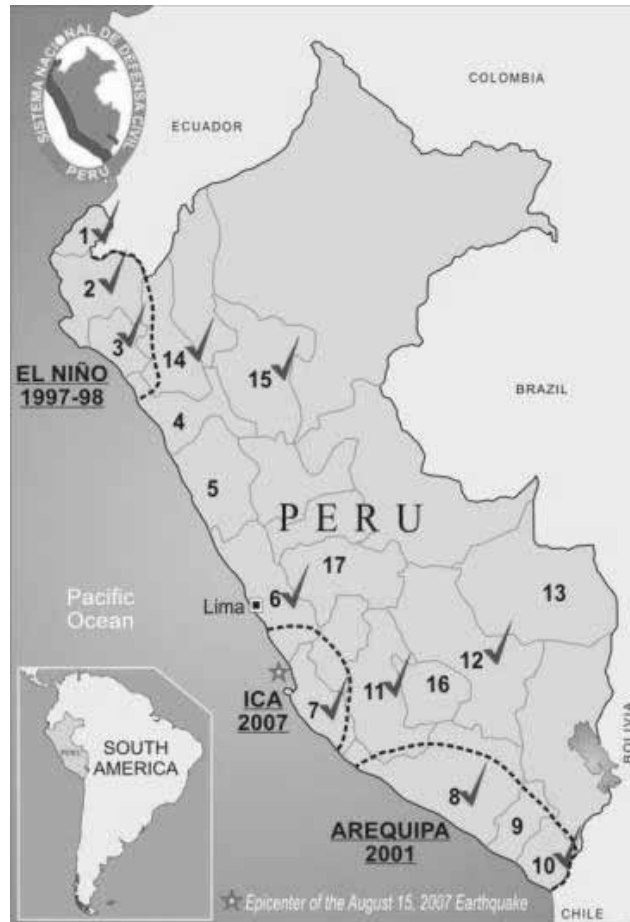 SISTEMA NACIONAL DE DEFENSA CIVIL
PERU
COLOMBIA
ECUADOR
1
2
3
14
15
EL NIÑO
1997-98
4
BRAZIL
5
PERU
17
13
6
Lima
Pacific
Ocean
12
11
16
ICA
2007
7
BOLIVIA
PERU
SOUTH
AMERICA
8
9
AREQUIPA
2001
10
Epicenter of the August 15, 2007 Earthquake
CHILE